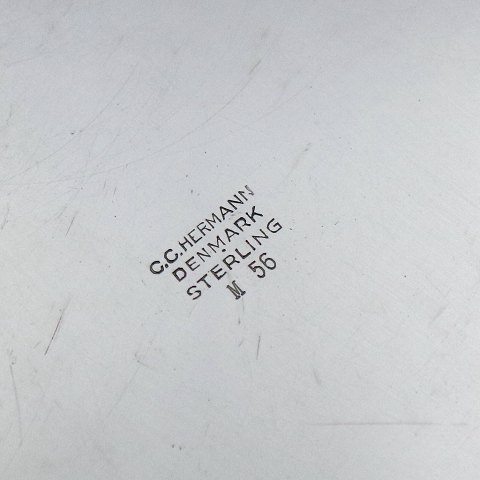 C.C. HERMANN
DENMARK
STERLING
M 56